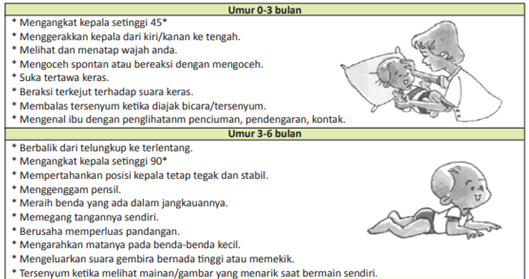 Umur 0-3 bulan
* Mengangkat kepala setinggi 45*
* Menggerakkan kepala dari kiri/kanan ke tengah.
* Melihat dan menatap wajah anda.
* Mengoceh spontan atau bereaksi dengan mengoceh.
* Suka tertawa keras.
* Beraksi terkejut terhadap suara keras.
* Membalas tersenyum ketika diajak bicara/tersenyum.
* Mengenal ibu dengan penglihatanm penciuman, pendengaran, kontak.
Umur 3-6 bulan
* Berbalik dari telungkup ke terlentang.
* Mengangkat kepala setinggi 90*
* Mempertahankan posisi kepala tetap tegak dan stabil.
* Menggenggam pensil.
* Meraih benda yang ada dalam jangkauannya.
* Memegang tangannya sendiri.
* Berusaha memperluas pandangan.
* Mengarahkan matanya pada benda-benda kecil.
* Mengeluarkan suara gembira bernada tinggi atau memekik.
* Tersenyum ketika melihat mainan/gambar yang menarik saat bermain sendiri.